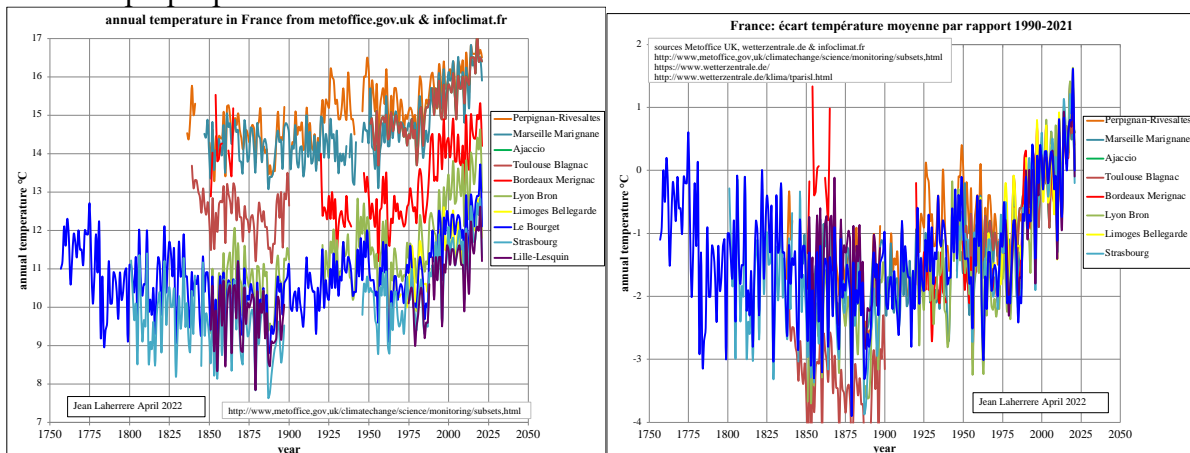 annual temperature in France from metoffice.gov.uk & infoclimat.fr
17
16
15
14
13
12
11
10
9
8
7
annual temperature °C
Perpignan-Rivesaltes
Marseille Marignane
Ajaccio
Toulouse Blagnac
Bordeaux Merignac
Lyon Bron
Limoges Bellegarde
Le Bourget
Strasbourg
Lille-Lesquin
Jean Laherrere April 2022
http://www,metoffice,gov,uk/climatechange/science/monitoring/subsets,html
1750 1775 1800 1825 1850 1875 1900 1925 1950 1975 2000 2025 2050
year
France: écart température moyenne par rapport 1990-2021
sources Metoffice UK, wetterzentrale.de & infoclimat.fr
http://www,metoffice,gov,uk/climatechange/science/monitoring/subsets,html
https://www.wetterzentrale.de/
http://www.wetterzentrale.de/klima/tparisl.html
2
1
0
-1
-2
-3
-4
annual temperature °C
Perpignan-Rivesaltes
Marseille Marignane
Ajaccio
Toulouse Blagnac
Bordeaux Merignac
Lyon Bron
Limoges Bellegarde
Strasbourg
Jean Laherrere April 2022
1750 1775 1800 1825 1850 1875 1900 1925 1950 1975 2000 2025 2050
year